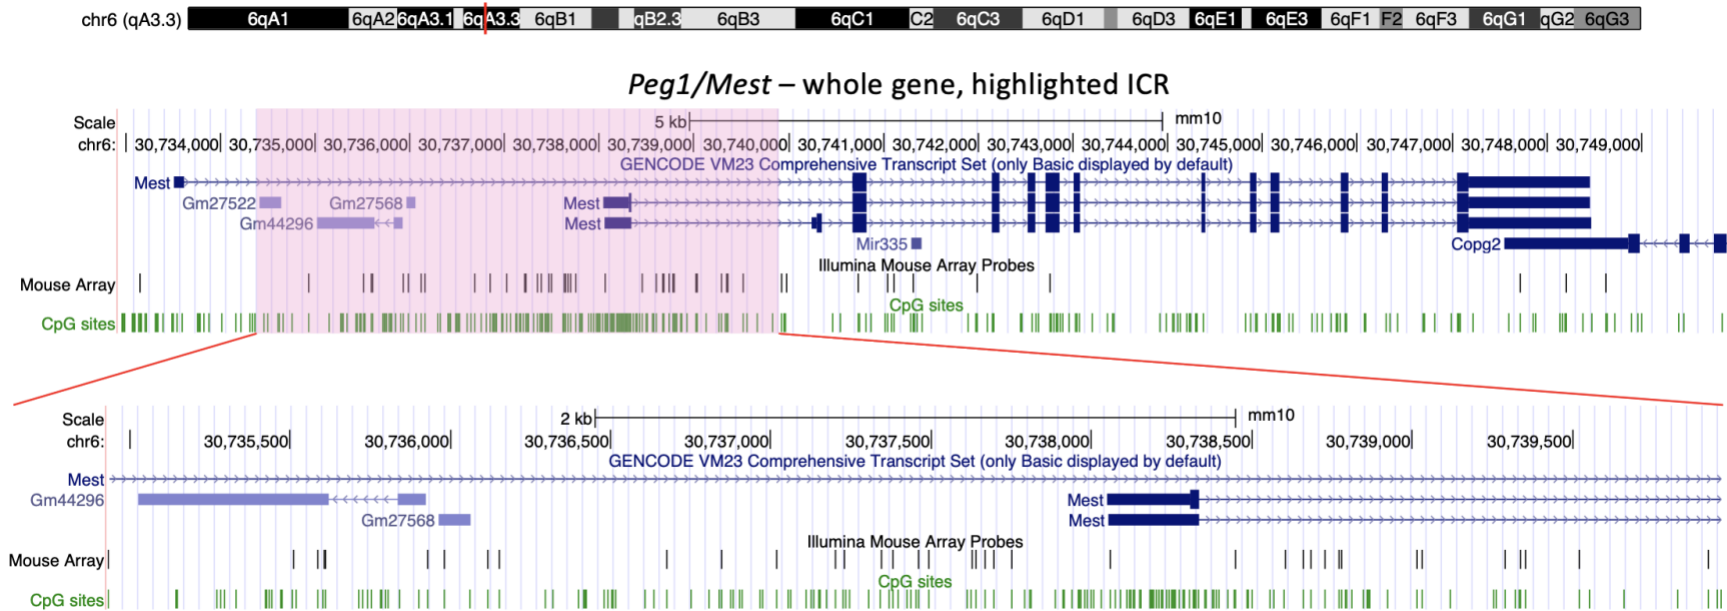 chr6 (qA3.3) 6qA1 6qA2 6qA3.1 6qA3.3 6qB1 qB2.3 6qB3 6qC1 C2 6qC3 6qD1 6qD3 6qE1 6qE3 6qF1 F2 6qF3 6qG1 qG2 6qG3
Peg1/Mest – whole gene, highlighted ICR
Scale 5 kb mm10
chr6: 30,734,000 30,735,000 30,736,000 30,737,000 30,738,000 30,739,000 30,740,000 30,741,000 30,742,000 30,743,000 30,744,000 30,745,000 30,746,000 30,747,000 30,748,000 30,749,000
GENCODE VM23 Comprehensive Transcript Set (only Basic displayed by default)
Mest
Gm27522 Gm27568 Mest
Gm44296 Mest
Mir335 Copg2
Illumina Mouse Array Probes
Mouse Array
CpG sites
CpG sites
Scale 2 kb mm10
chr6: 30,735,500 30,736,000 30,736,500 30,737,000 30,737,500 30,738,000 30,738,500 30,739,000 30,739,500
GENCODE VM23 Comprehensive Transcript Set (only Basic displayed by default)
Mest
Gm44296 Mest
Gm27568 Mest
Illumina Mouse Array Probes
Mouse Array
CpG sites
CpG sites